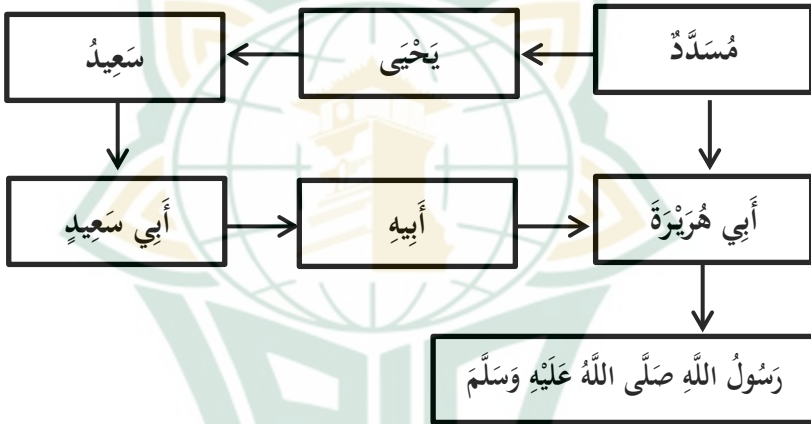 مُسَدَّدٌ
يَحْيَى
سَعِيدُ
أَبِي سَعِيدٍ
أَبِيهِ
أَبِي هُرَيْرَةَ
رَسُولُ اللَّهِ صَلَّى اللَّهُ عَلَيْهِ وَسَلَّمَ